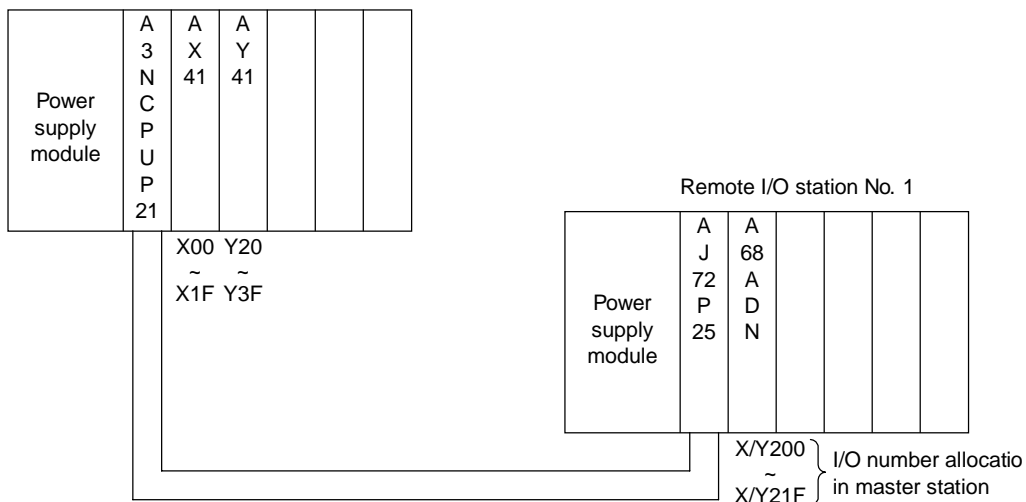 Power
supply
module
A
3
N
C
P
U
P
21
A
X
41
A
Y
41
X00 Y20
~ ~
X1F Y3F
Remote I/O station No. 1
Power
supply
module
A
J
72
P
25
A
68
A
D
N
X/Y200
~
X/Y21F
I/O number allocatio
in master station